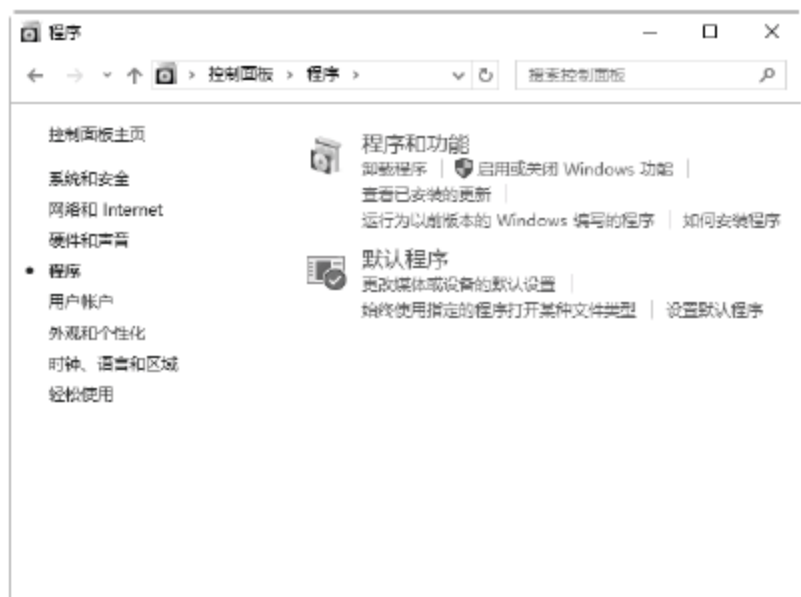 程序
控制面板 › 程序 ›
搜索控制面板
控制面板主页
系统和安全
网络和 Internet
硬件和声音
程序
用户帐户
外观和个性化
时钟、语言和区域
轻松使用
程序和功能
卸载程序 | 启用或关闭 Windows 功能 |
查看已安装的更新 |
运行为以前版本的 Windows 编写的程序 | 如何安装程序
默认程序
更改媒体或设备的默认设置 |
始终使用指定的程序打开某种文件类型 | 设置默认程序